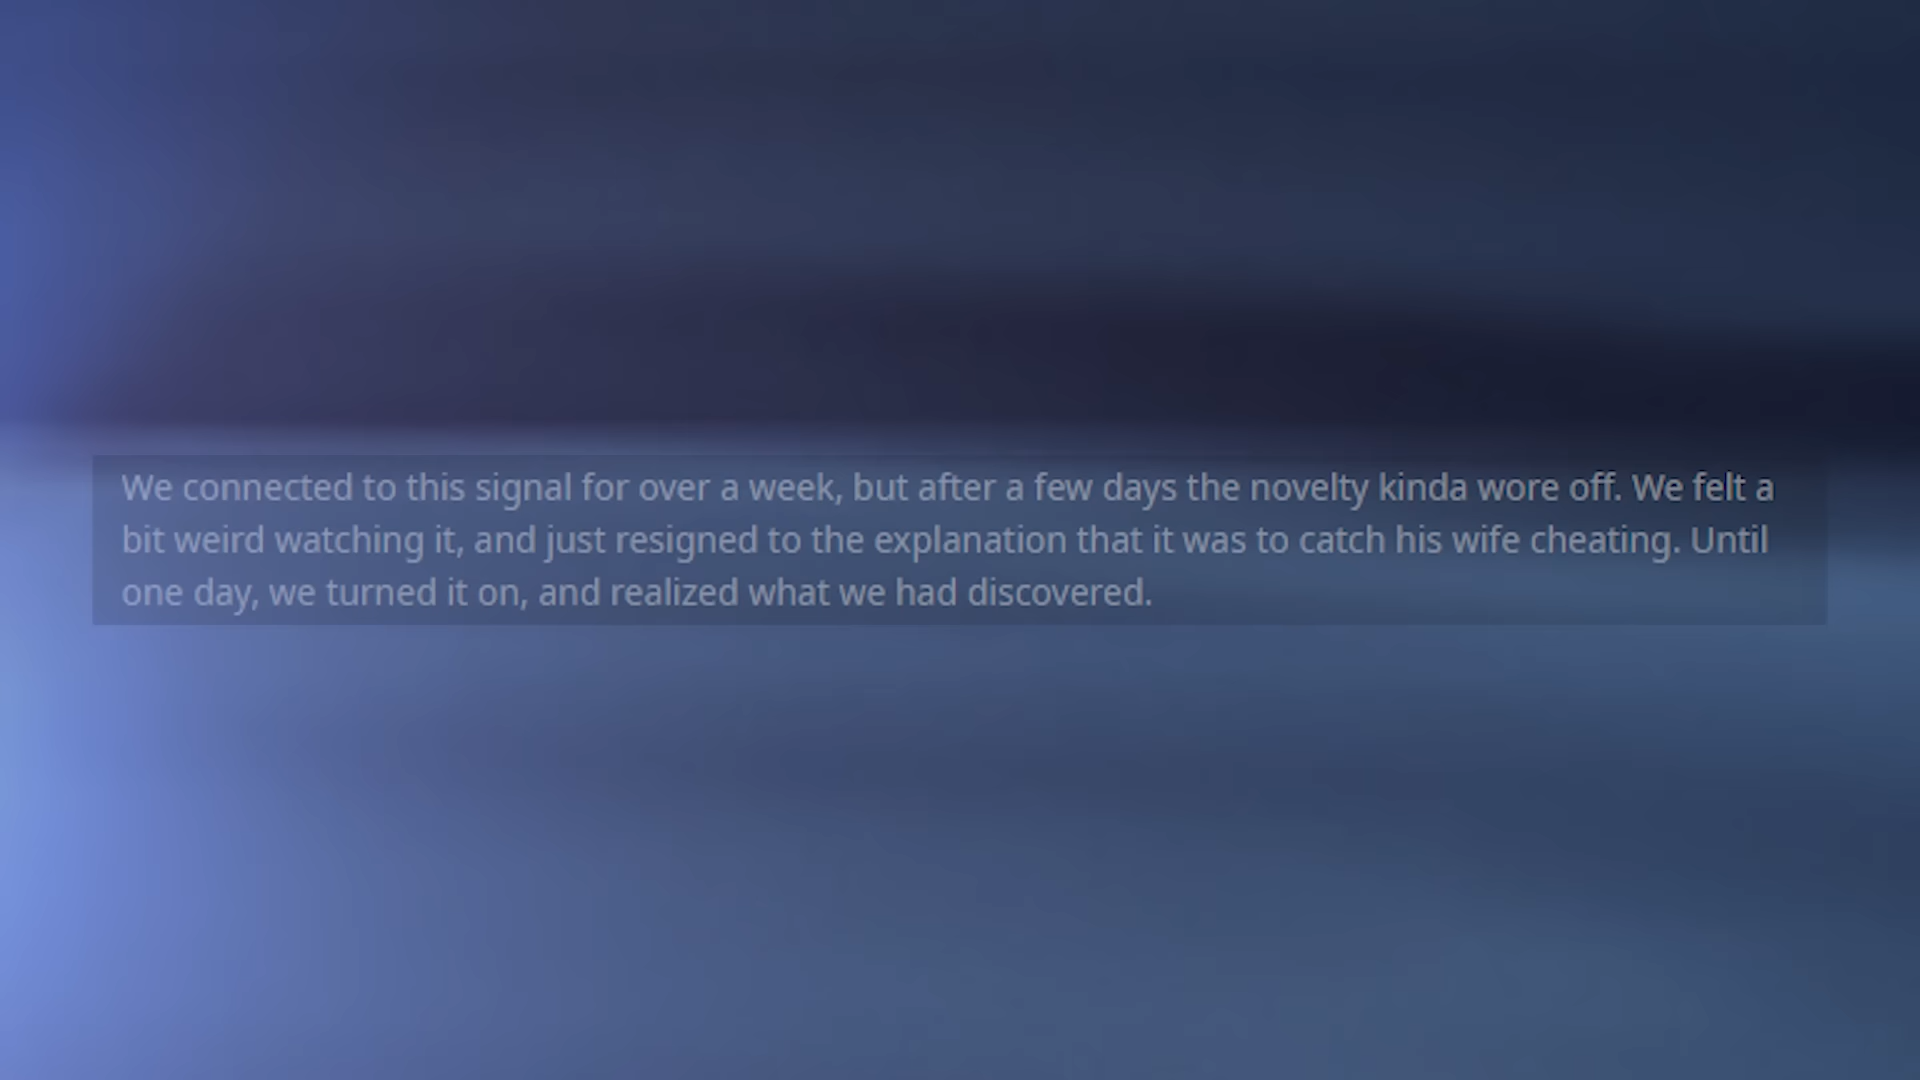 We connected to this signal for over a week, but after a few days the novelty kinda wore off. We felt a
bit weird watching it, and just resigned to the explanation that it was to catch his wife cheating. Until
one day, we turned it on, and realized what we had discovered.